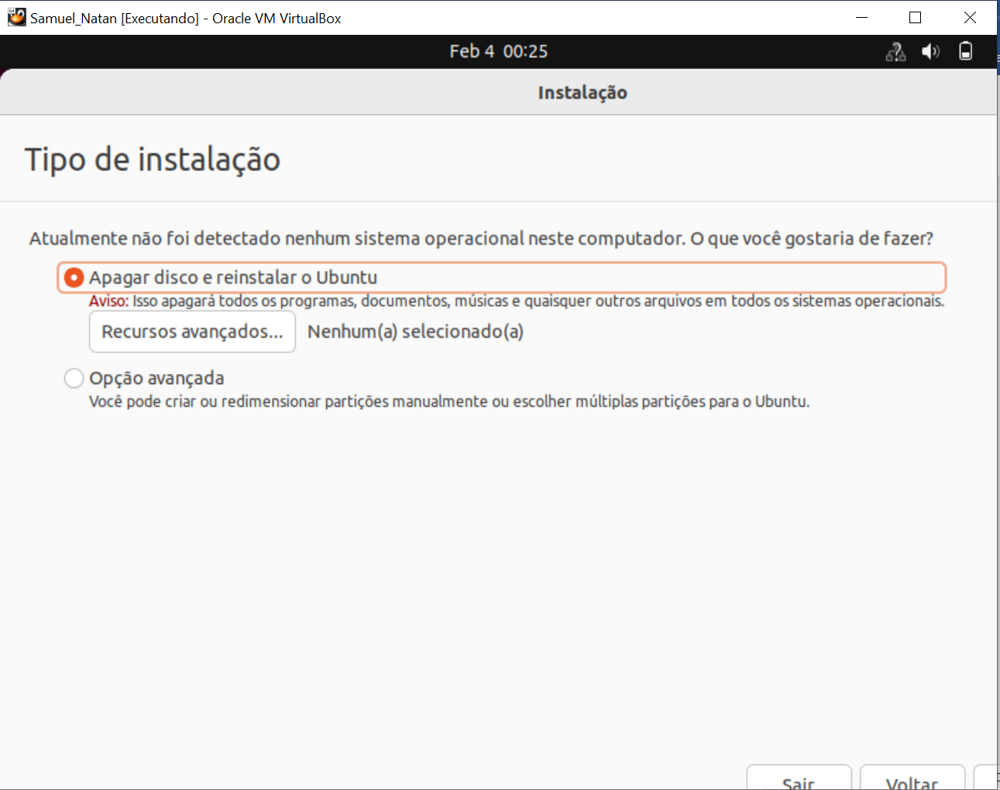 Samuel_Natan [Executando] - Oracle VM VirtualBox
Feb 4 00:25
Instalação
Tipo de instalação
Atualmente não foi detectado nenhum sistema operacional neste computador. O que você gostaria de fazer?
Apagar disco e reinstalar o Ubuntu
Aviso: Isso apagará todos os programas, documentos, músicas e quaisquer outros arquivos em todos os sistemas operacionais.
Recursos avançados... Nenhum(a) selecionado(a)
Opção avançada
Você pode criar ou redimensionar partições manualmente ou escolher múltiplas partições para o Ubuntu.
Sair Voltar